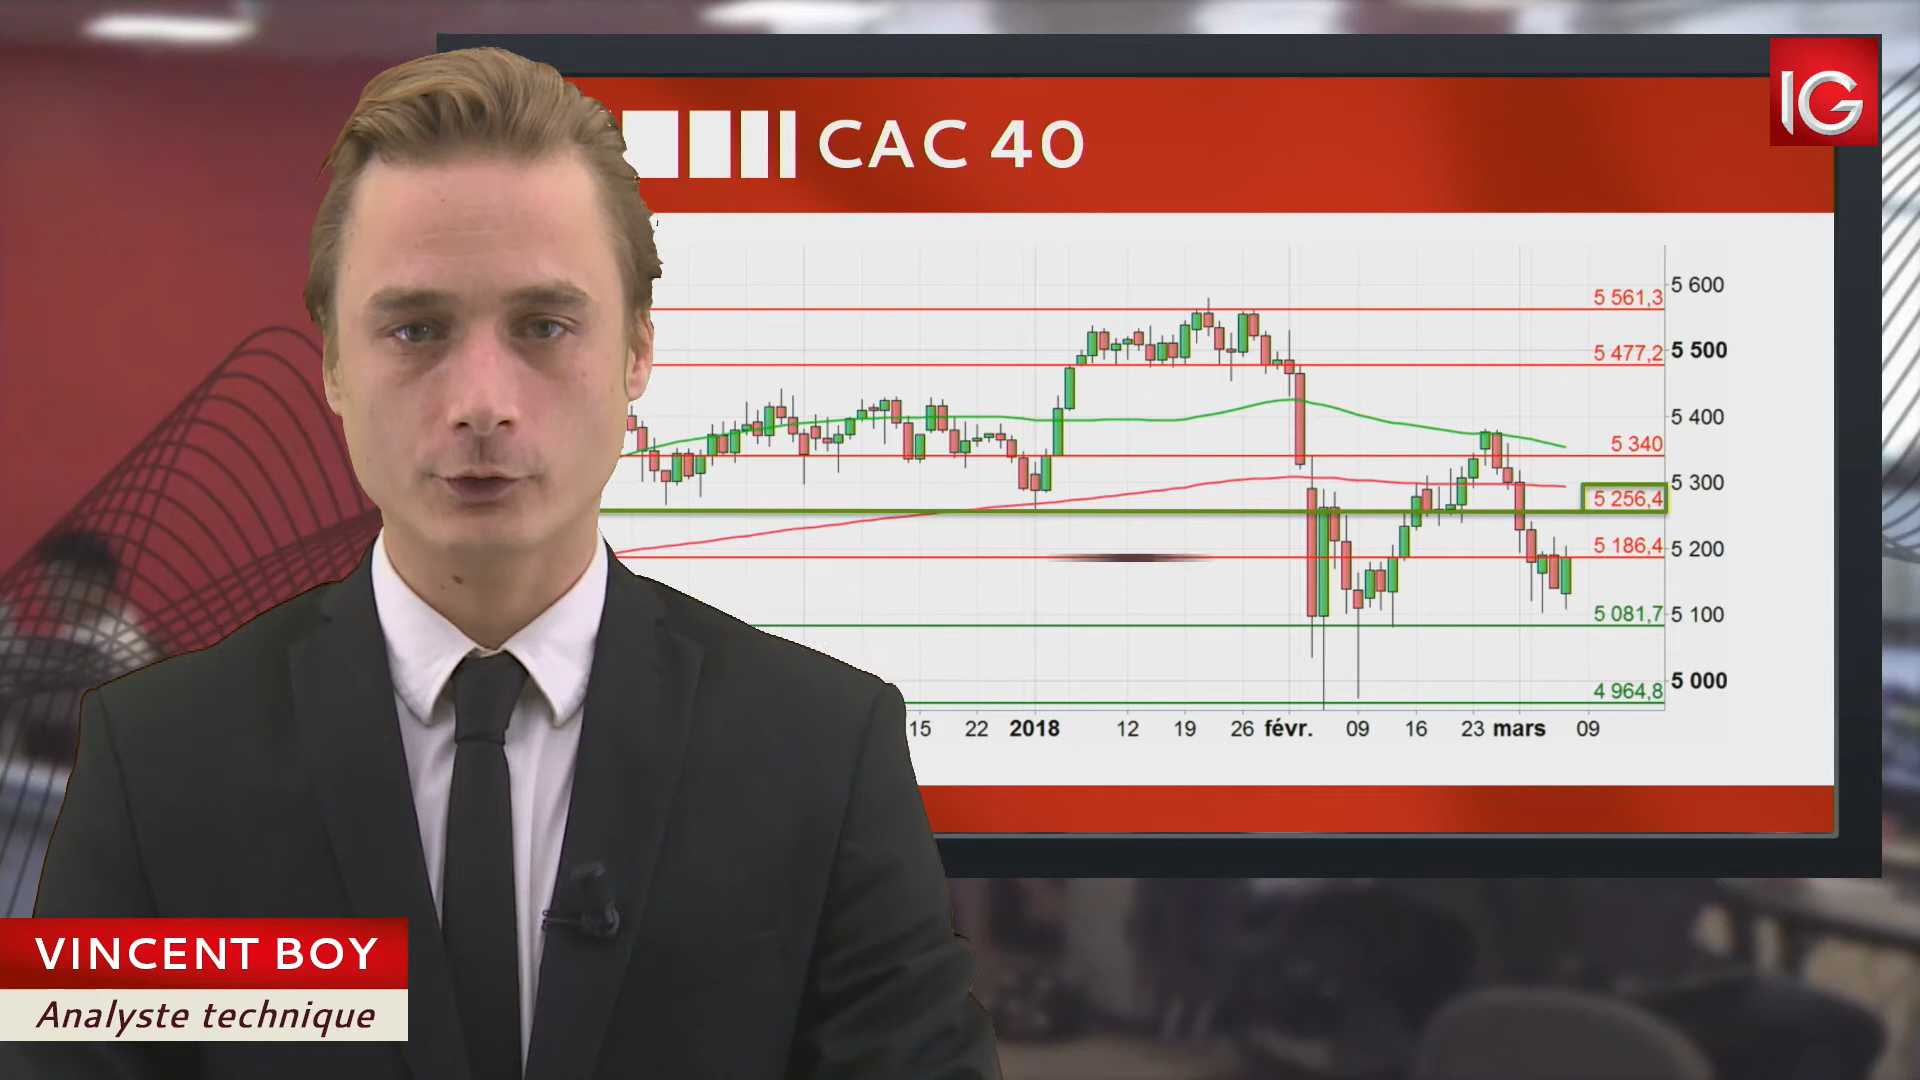 IG
CAC 40
5 600
5 561,3
5 500
5 477,2
5 400
5 340
5 300
5 256,4
5 200
5 186,4
5 100
5 081,7
5 000
4 964,8
15 22 2018 12 19 26 févr. 09 16 23 mars 09
VINCENT BOY
Analyste technique